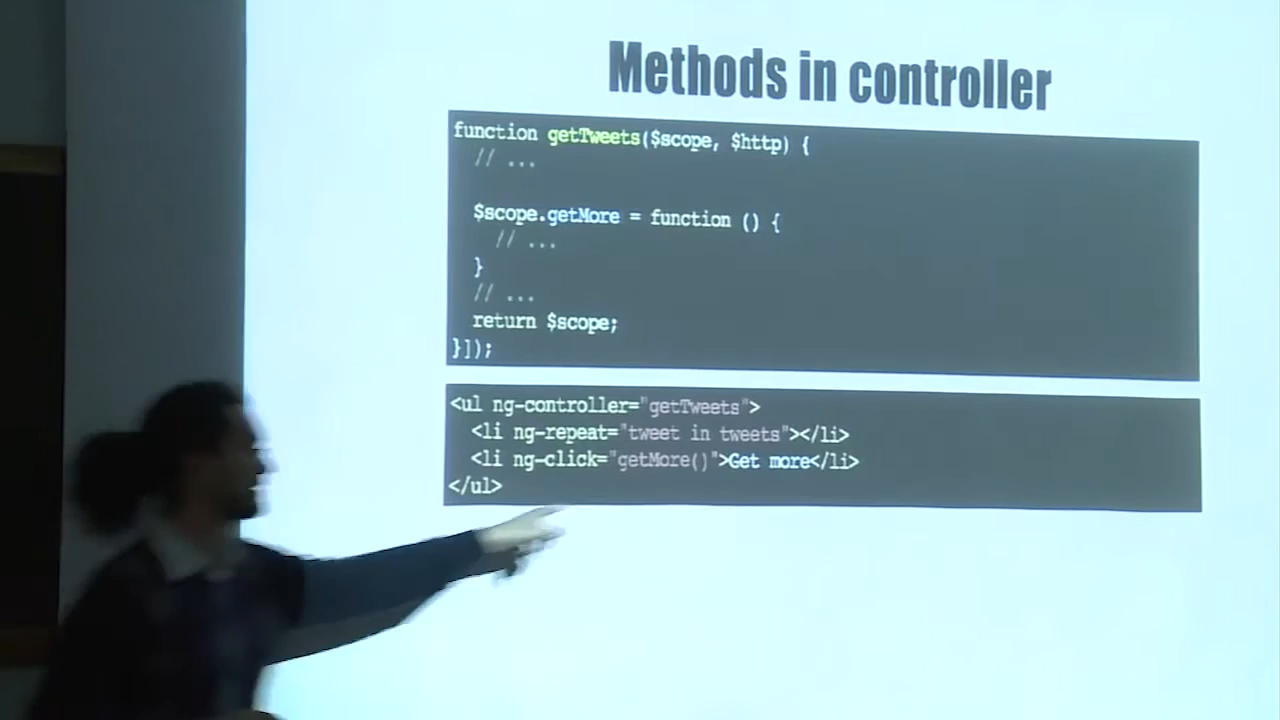 Methods in controller
function getTweets($scope, $http) {
// ...
$scope.getMore = function () {
// ...
}
// ...
return $scope;
}]);
<ul ng-controller="getTweets">
<li ng-repeat="tweet in tweets"></li>
<li ng-click="getMore()">Get more</li>
</ul>